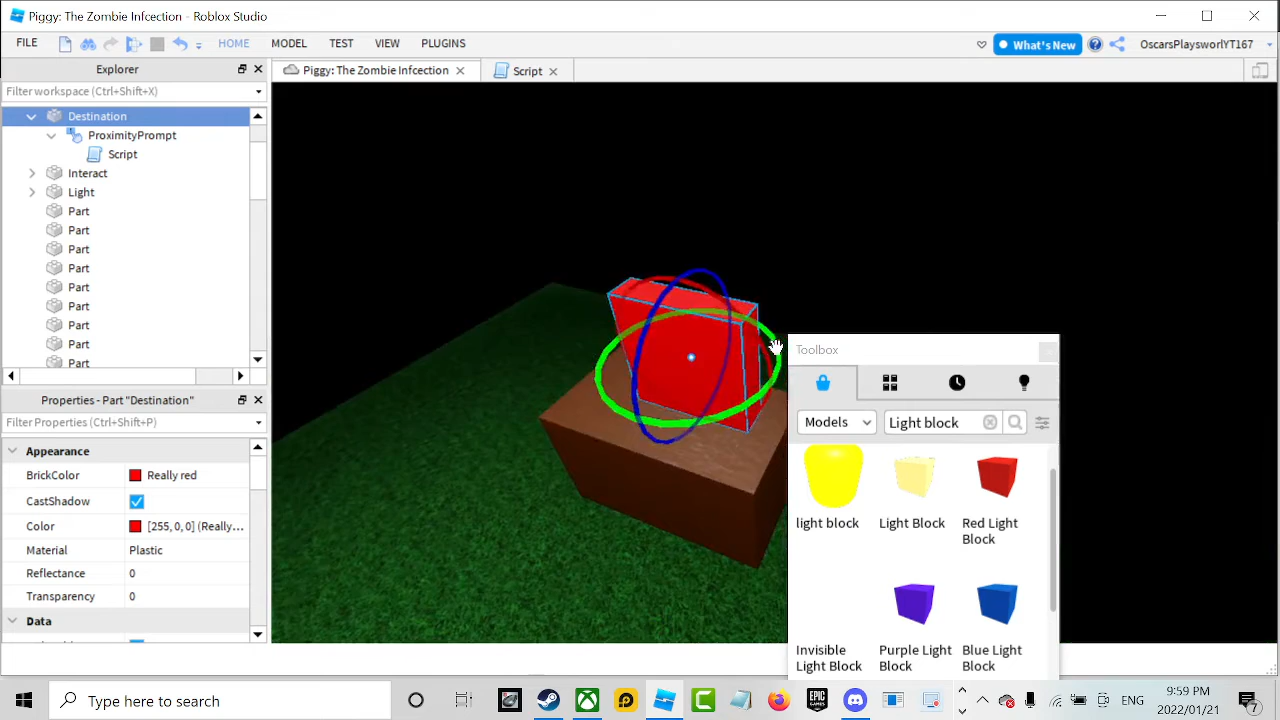 Piggy: The Zombie Infection - Roblox Studio
FILE HOME MODEL TEST VIEW PLUGINS What's New OscarsPlaysworlYT167
Explorer
Piggy: The Zombie Infcection
Script
Filter workspace (Ctrl+Shift+X)
Destination
ProximityPrompt
Script
Interact
Light
Part
Part
Part
Part
Part
Part
Part
Part
Part
Properties - Part "Destination"
Filter Properties (Ctrl+Shift+P)
Appearance
BrickColor Really red
CastShadow
Color [255, 0, 0] (Really...
Material Plastic
Reflectance 0
Transparency 0
Data
Toolbox
Models Light block
light block
Light Block
Red Light Block
Invisible Light Block
Purple Light Block
Blue Light Block
Type here to search
ENG
9:59 PM
2022/01/21
7